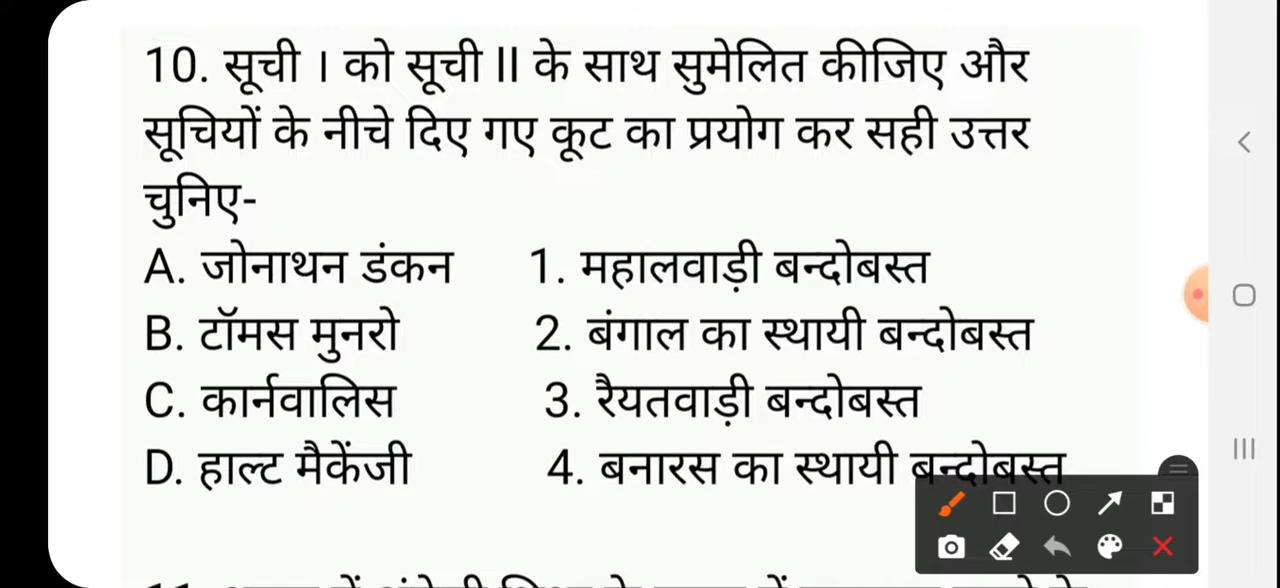 10. सूची । को सूची ॥ के साथ सुमेलित कीजिए और
सूचियों के नीचे दिए गए कूट का प्रयोग कर सही उत्तर
चुनिए-
A. जोनाथन डंकन 1. महालवाड़ी बन्दोबस्त
B. टॉमस मुनरो 2. बंगाल का स्थायी बन्दोबस्त
C. कार्नवालिस 3. रैयतवाड़ी बन्दोबस्त
D. हाल्ट मैकेंजी 4. बनारस का स्थायी बन्दोबस्त